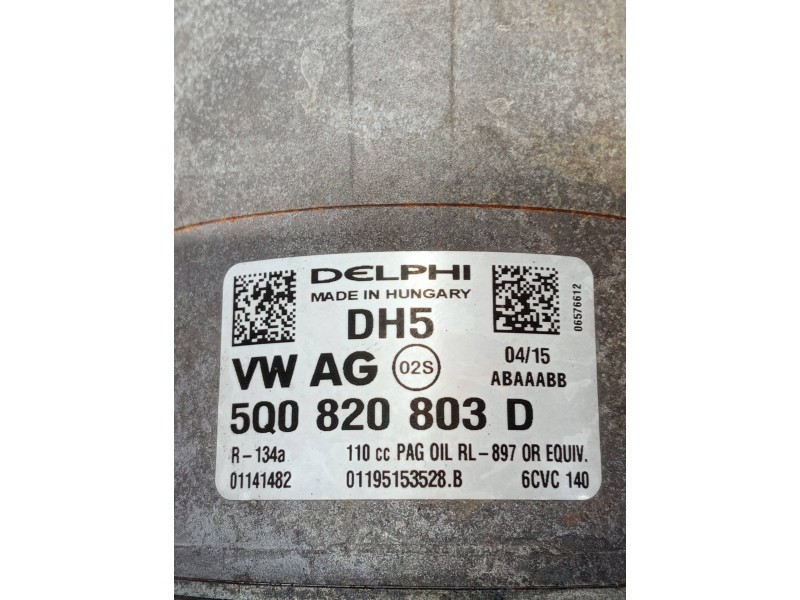 DELPHI
MADE IN HUNGARY
DH5
06576612
VW AG 02S
04/15
ABAAABB
5Q0 820 803 D
R-134a 110 cc PAG OIL RL-897 OR EQUIV.
01141482 01195153528.B 6CVC 140